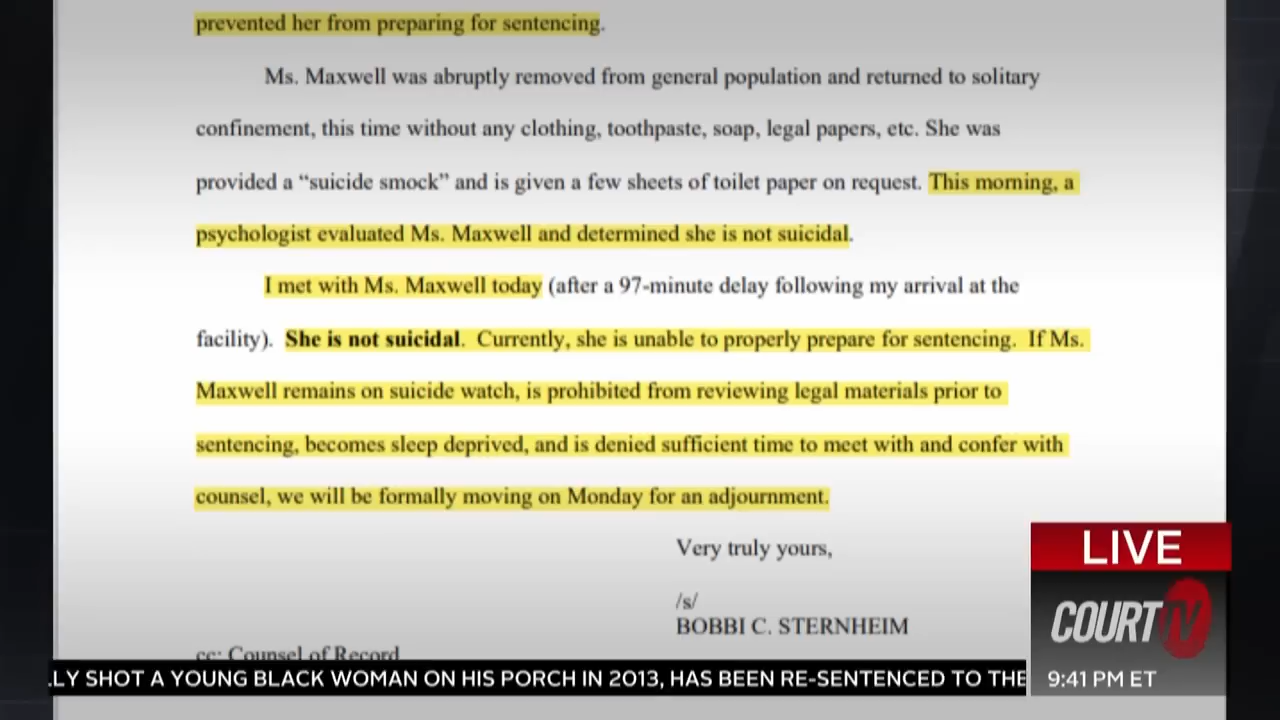 prevented her from preparing for sentencing.
Ms. Maxwell was abruptly removed from general population and returned to solitary
confinement, this time without any clothing, toothpaste, soap, legal papers, etc. She was
provided a “suicide smock” and is given a few sheets of toilet paper on request. This morning, a
psychologist evaluated Ms. Maxwell and determined she is not suicidal.
I met with Ms. Maxwell today (after a 97-minute delay following my arrival at the
facility). She is not suicidal. Currently, she is unable to properly prepare for sentencing. If Ms.
Maxwell remains on suicide watch, is prohibited from reviewing legal materials prior to
sentencing, becomes sleep deprived, and is denied sufficient time to meet with and confer with
counsel, we will be formally moving on Monday for an adjournment.
Very truly yours,
/s/
BOBBI C. STERNHEIM
cc: Counsel of Record
LIVE
COURT TV
LLY SHOT A YOUNG BLACK WOMAN ON HIS PORCH IN 2013, HAS BEEN RE-SENTENCED TO THE
9:41 PM ET